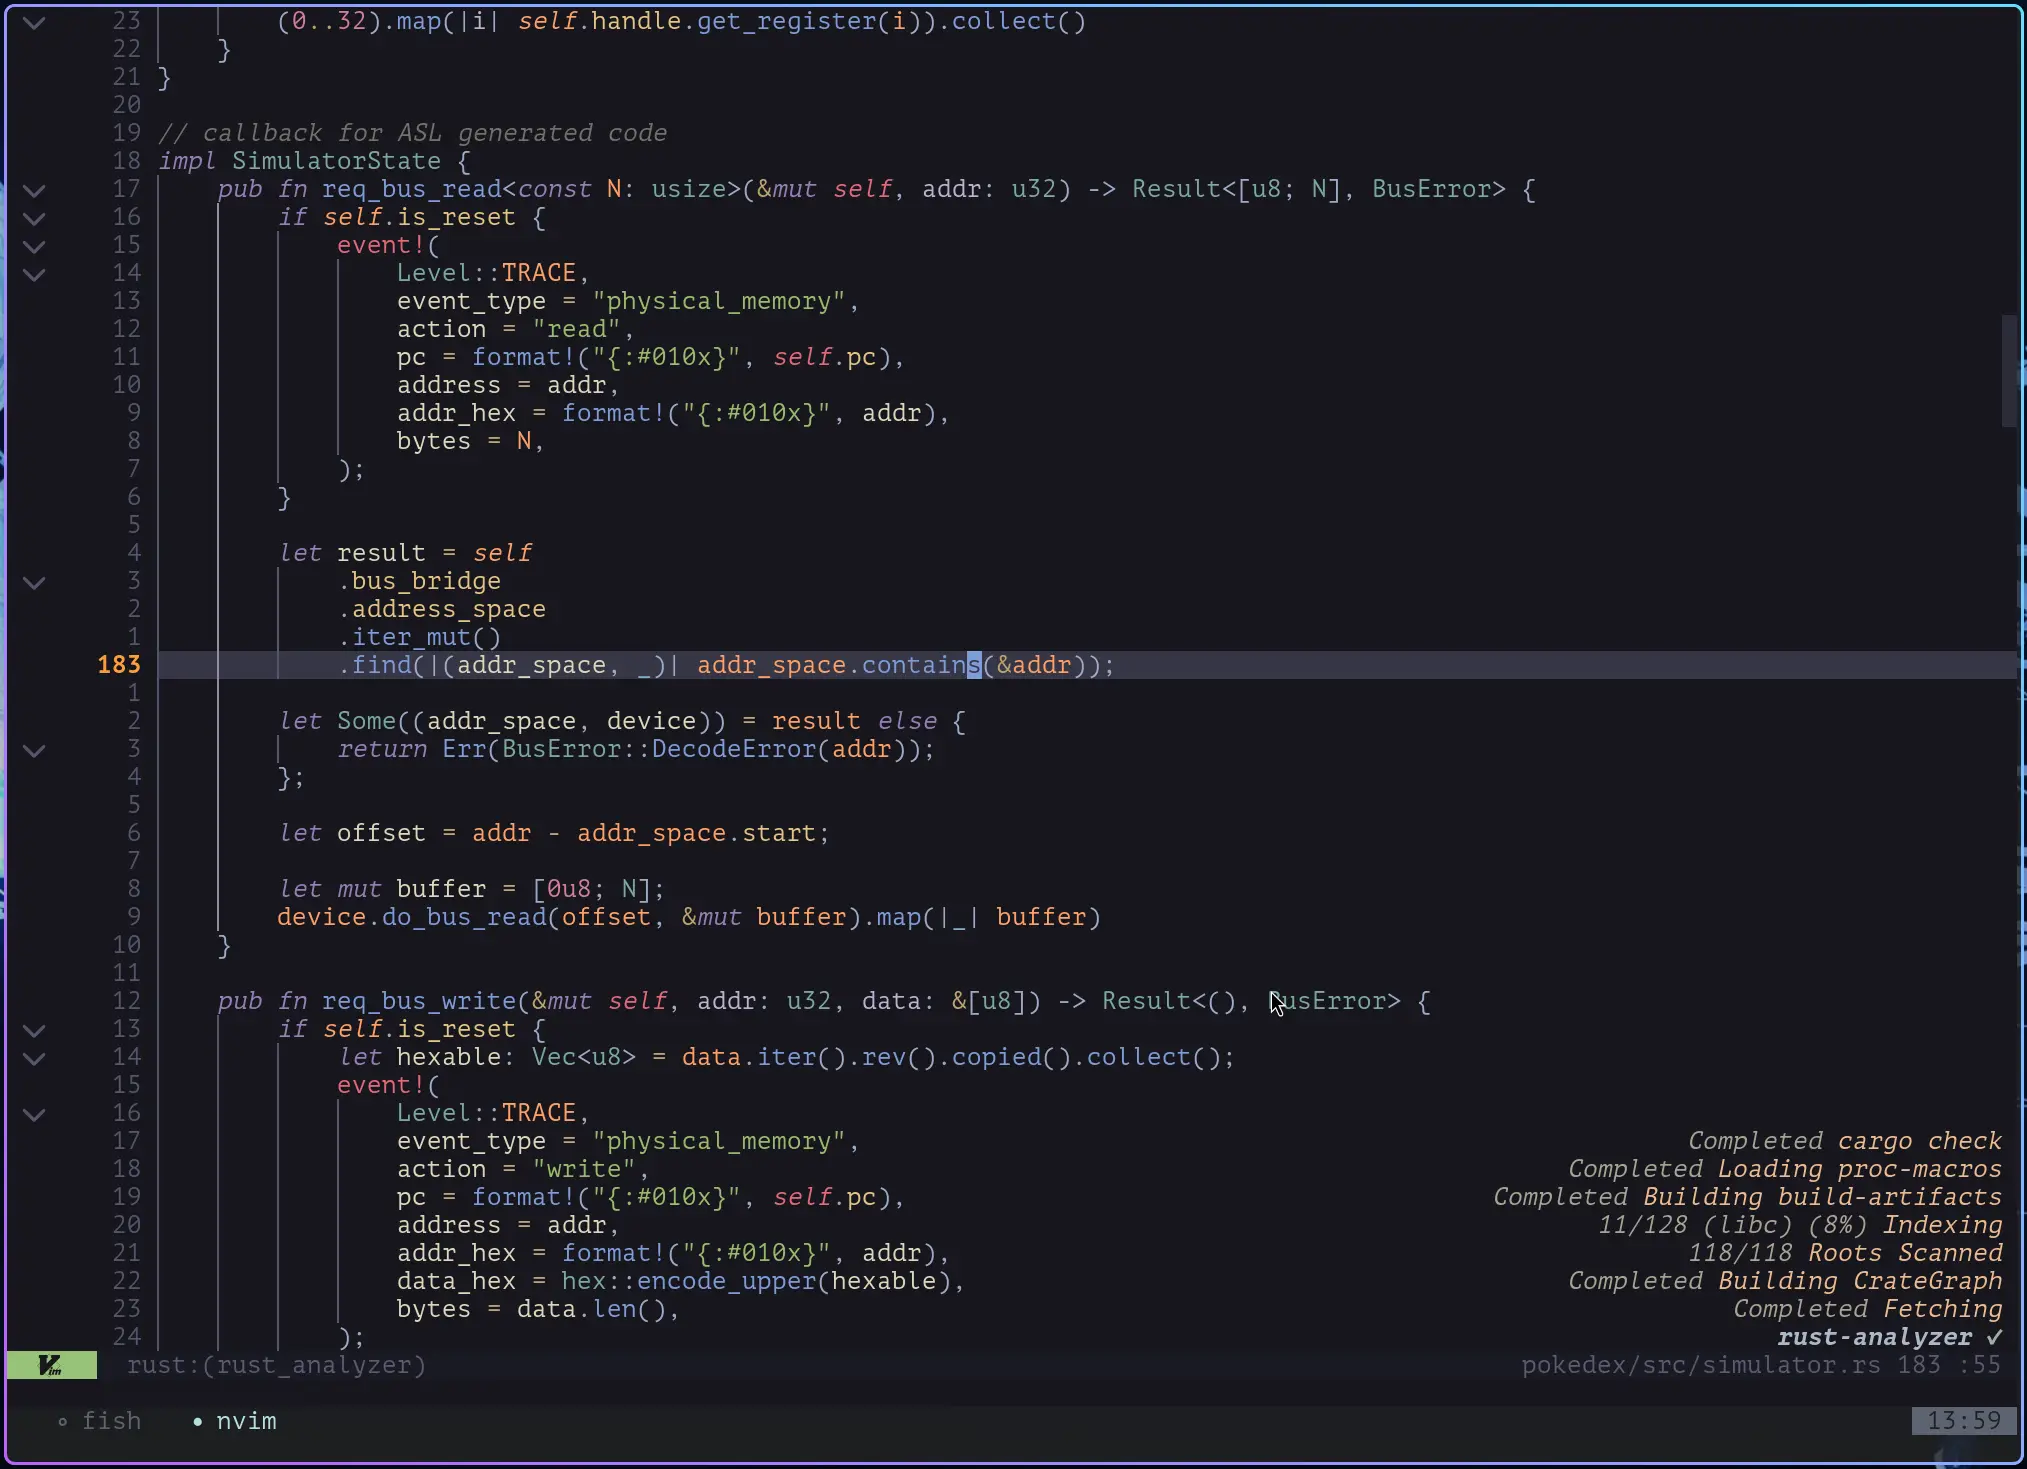 23         (0..32).map(|i| self.handle.get_register(i)).collect()
22     }
21 }
20
19 // callback for ASL generated code
18 impl SimulatorState {
17     pub fn req_bus_read<const N: usize>(&mut self, addr: u32) -> Result<[u8; N], BusError> {
16         if self.is_reset {
15             event!(
14                 Level::TRACE,
13                 event_type = "physical_memory",
12                 action = "read",
11                 pc = format!("{:#010x}", self.pc),
10                 address = addr,
9                 addr_hex = format!("{:#010x}", addr),
8                 bytes = N,
7             );
6         }
5
4         let result = self
3             .bus_bridge
2             .address_space
1             .iter_mut()
183             .find(|(addr_space, _)| addr_space.contains(&addr));
1
2         let Some((addr_space, device)) = result else {
3             return Err(BusError::DecodeError(addr));
4         };
5
6         let offset = addr - addr_space.start;
7
8         let mut buffer = [0u8; N];
9         device.do_bus_read(offset, &mut buffer).map(|_| buffer)
10     }
11
12     pub fn req_bus_write(&mut self, addr: u32, data: &[u8]) -> Result<(), BusError> {
13         if self.is_reset {
14             let hexable: Vec<u8> = data.iter().rev().copied().collect();
15             event!(
16                 Level::TRACE,
17                 event_type = "physical_memory",
18                 action = "write",
19                 pc = format!("{:#010x}", self.pc),
20                 address = addr,
21                 addr_hex = format!("{:#010x}", addr),
22                 data_hex = hex::encode_upper(hexable),
23                 bytes = data.len(),
24             );
Completed cargo check
Completed Loading proc-macros
Completed Building build-artifacts
11/128 (libc) (8%) Indexing
118/118 Roots Scanned
Completed Building CrateGraph
Completed Fetching
rust-analyzer ✓
Vim rust:(rust_analyzer) pokedex/src/simulator.rs 183 :55
◦ fish • nvim 13:59